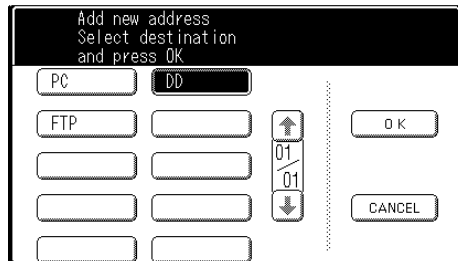 Add new address
Select destination
and press OK
PC DD
FTP
OK
01
01
CANCEL